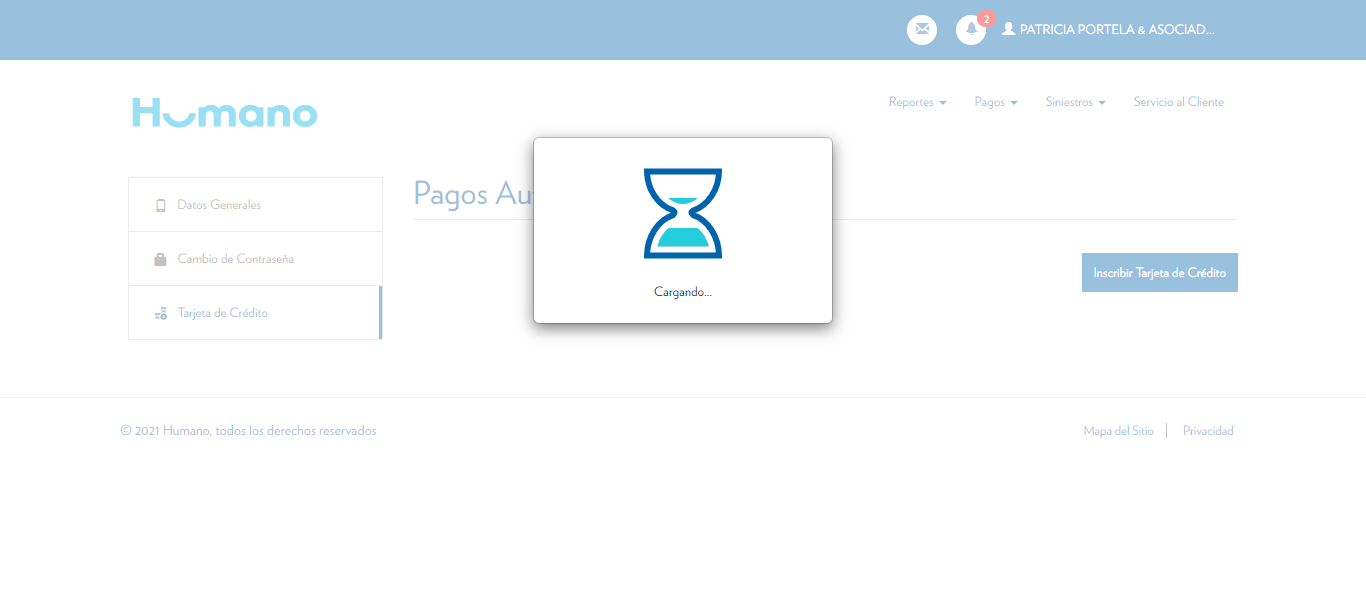 2
PATRICIA PORTELA & ASOCIAD...
Humano
Reportes
Pagos
Siniestros
Servicio al Cliente
Datos Generales
Cambio de Contraseña
Tarjeta de Crédito
Pagos Au
Cargando...
Inscribir Tarjeta de Crédito
© 2021 Humano, todos los derechos reservados
Mapa del Sitio
Privacidad